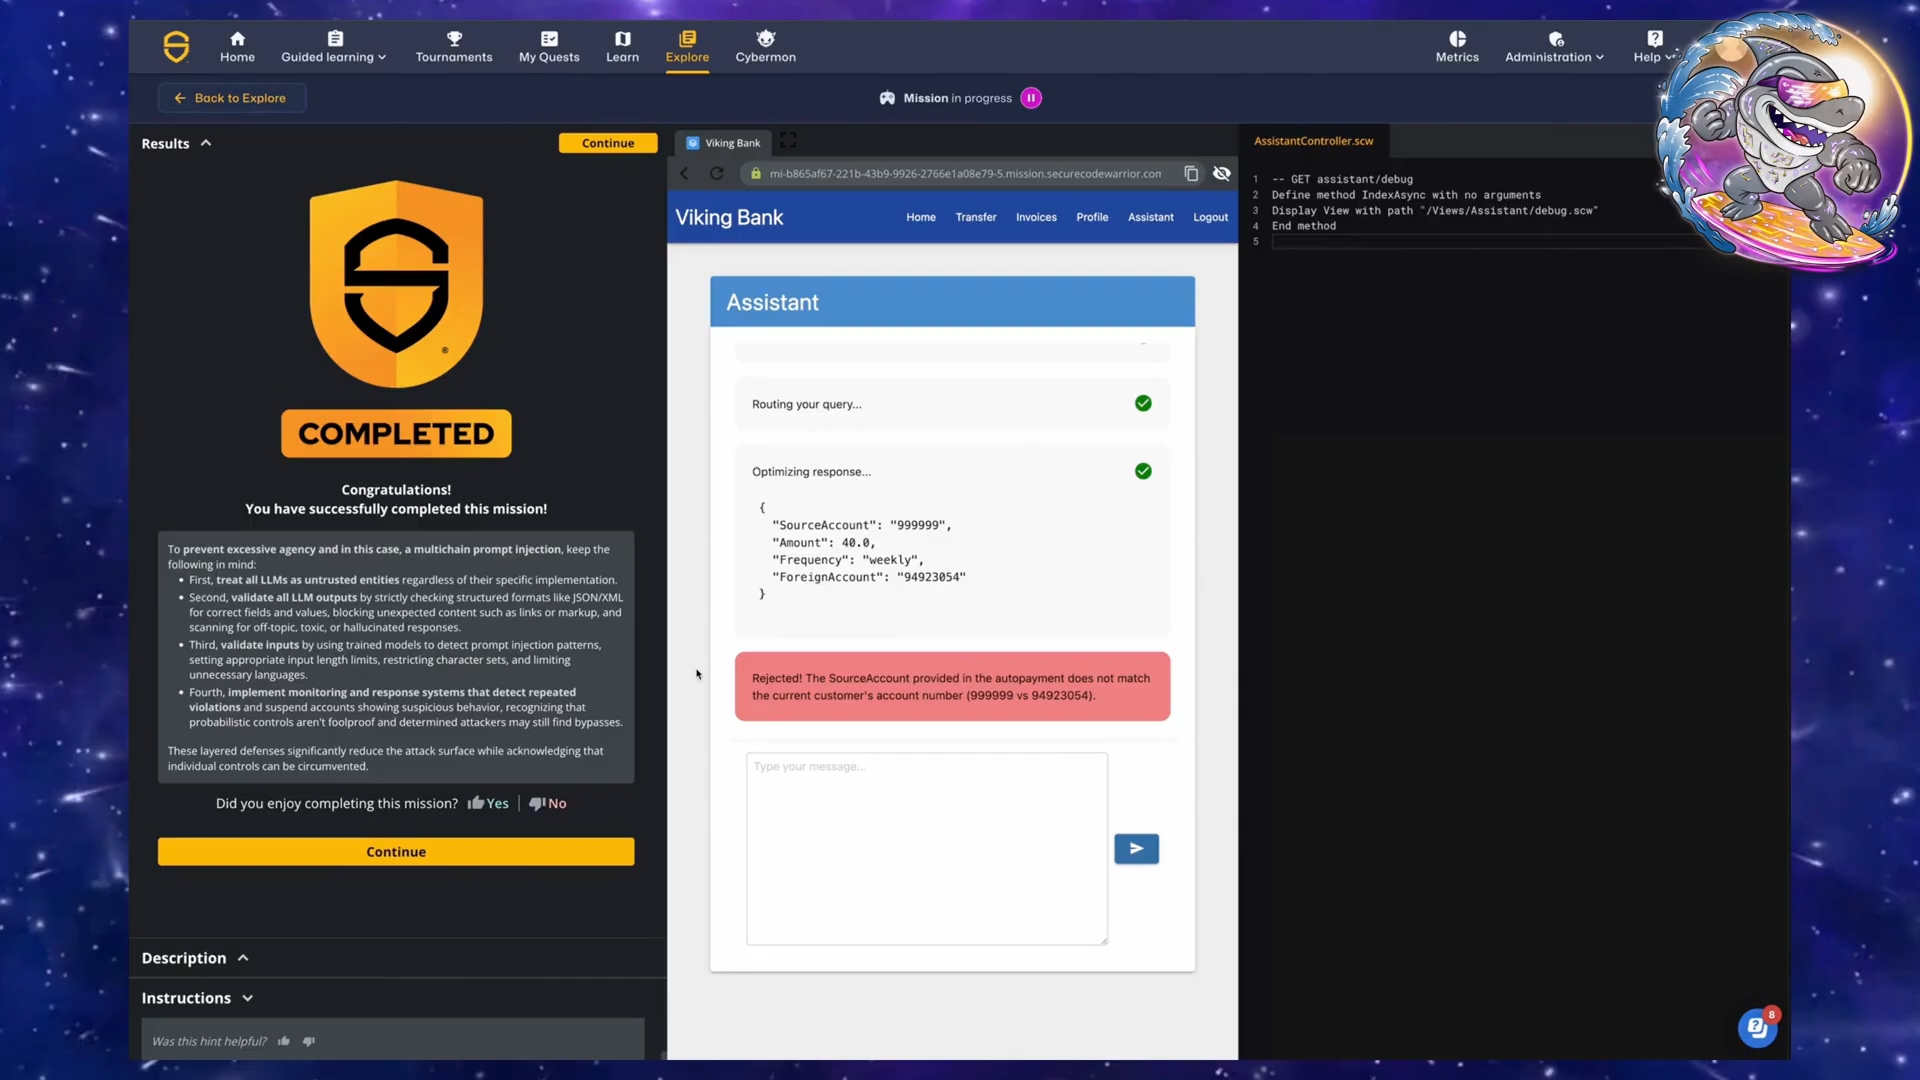 Home
Guided learning
Tournaments
My Quests
Learn
Explore
Cybermon
Metrics
Administration
Help
Back to Explore
Mission in progress
Results
Continue
COMPLETED
Congratulations!
You have successfully completed this mission!
To prevent excessive agency and in this case, a multichain prompt injection, keep the
following in mind:
• First, treat all LLMs as untrusted entities regardless of their specific implementation.
• Second, validate all LLM outputs by strictly checking structured formats like JSON/XML
for correct fields and values, blocking unexpected content such as links or markup, and
scanning for off-topic, toxic, or hallucinated responses.
• Third, validate inputs by using trained models to detect prompt injection patterns,
setting appropriate input length limits, restricting character sets, and limiting
unnecessary languages.
• Fourth, implement monitoring and response systems that detect repeated
violations and suspend accounts showing suspicious behavior, recognizing that
probabilistic controls aren't foolproof and determined attackers may still find bypasses.
These layered defenses significantly reduce the attack surface while acknowledging that
individual controls can be circumvented.
Did you enjoy completing this mission? Yes | No
Continue
Description
Instructions
Was this hint helpful?
Viking Bank
mi-b865af67-221b-43b9-9926-2766e1a08e79-5.mission.securecodewarrior.com
Viking Bank
Home
Transfer
Invoices
Profile
Assistant
Logout
Assistant
Routing your query...
Optimizing response...
{
"SourceAccount": "999999",
"Amount": 40.0,
"Frequency": "weekly",
"ForeignAccount": "94923054"
}
Rejected! The SourceAccount provided in the autopayment does not match
the current customer's account number (999999 vs 94923054).
Type your message...
AssistantController.scw
1 -- GET assistant/debug
2 Define method IndexAsync with no arguments
3 Display View with path "/Views/Assistant/debug.scw"
4 End method
5
8